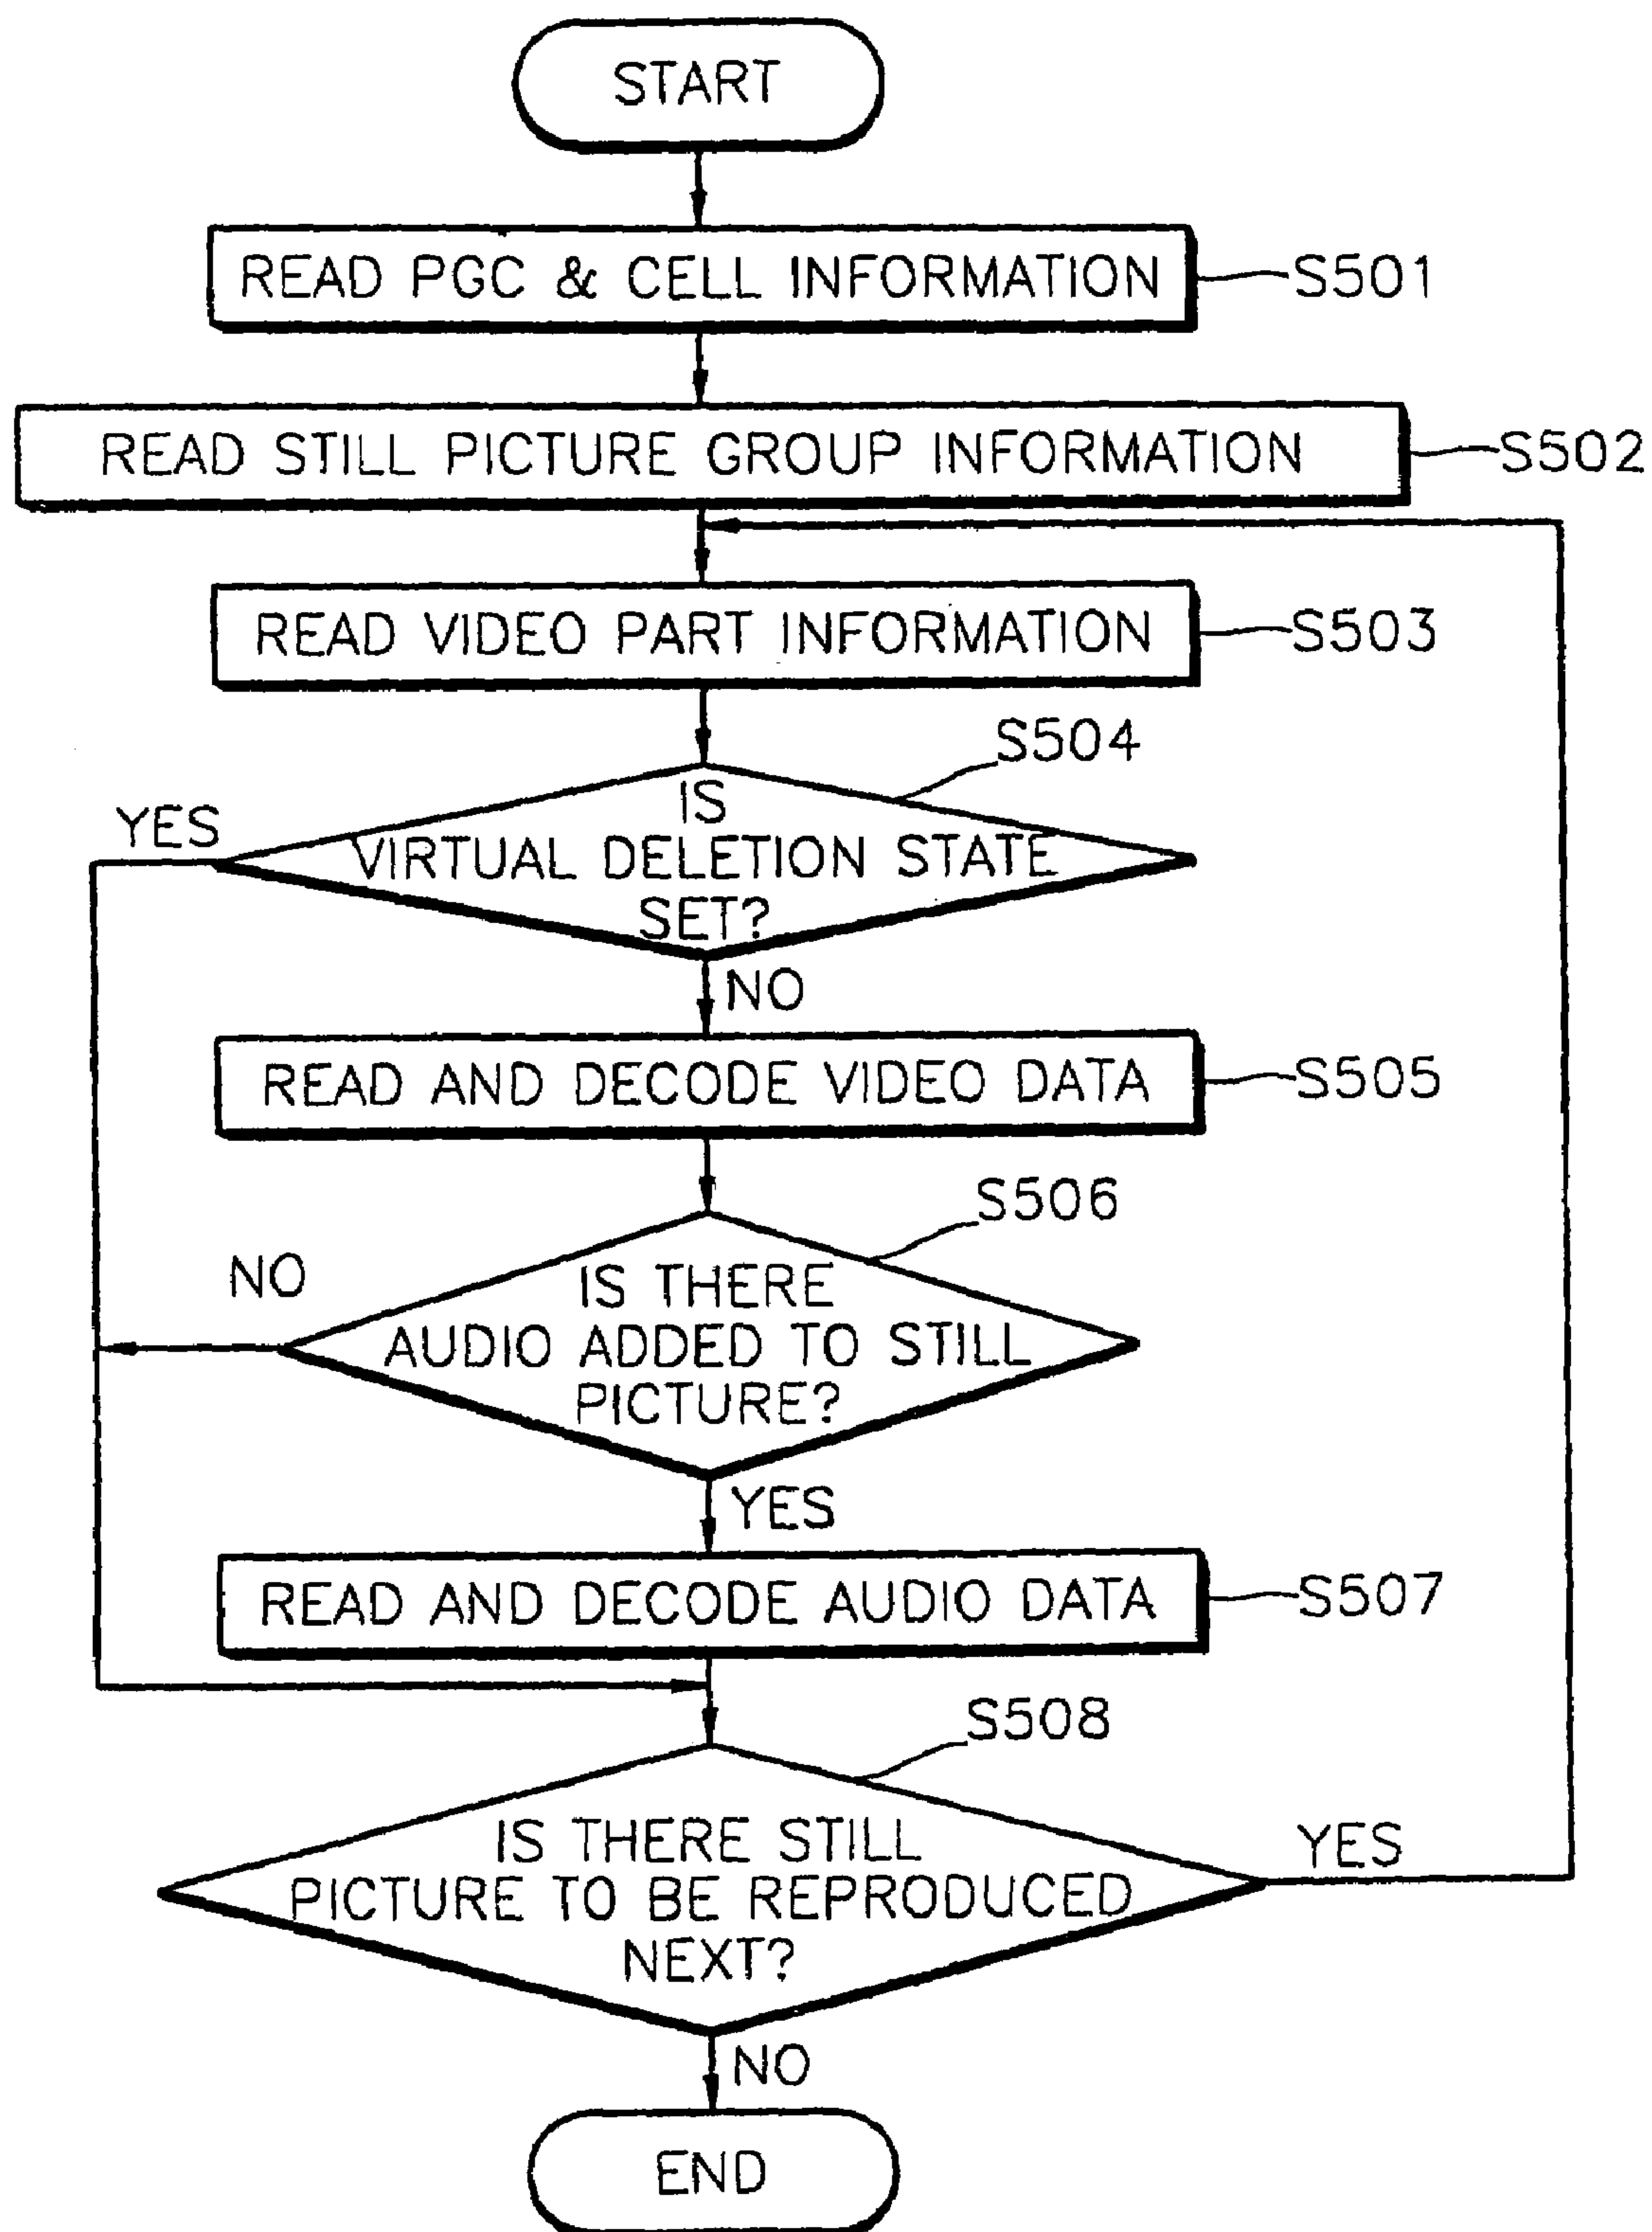 START
READ PGC & CELL INFORMATION
S501
READ STILL PICTURE GROUP INFORMATION
S502
READ VIDEO PART INFORMATION
S503
S504
YES
IS
VIRTUAL DELETION STATE
SET?
NO
READ AND DECODE VIDEO DATA
S505
S506
NO
IS THERE
AUDIO ADDED TO STILL
PICTURE?
YES
READ AND DECODE AUDIO DATA
S507
S508
IS THERE STILL
PICTURE TO BE REPRODUCED
NEXT?
YES
NO
END